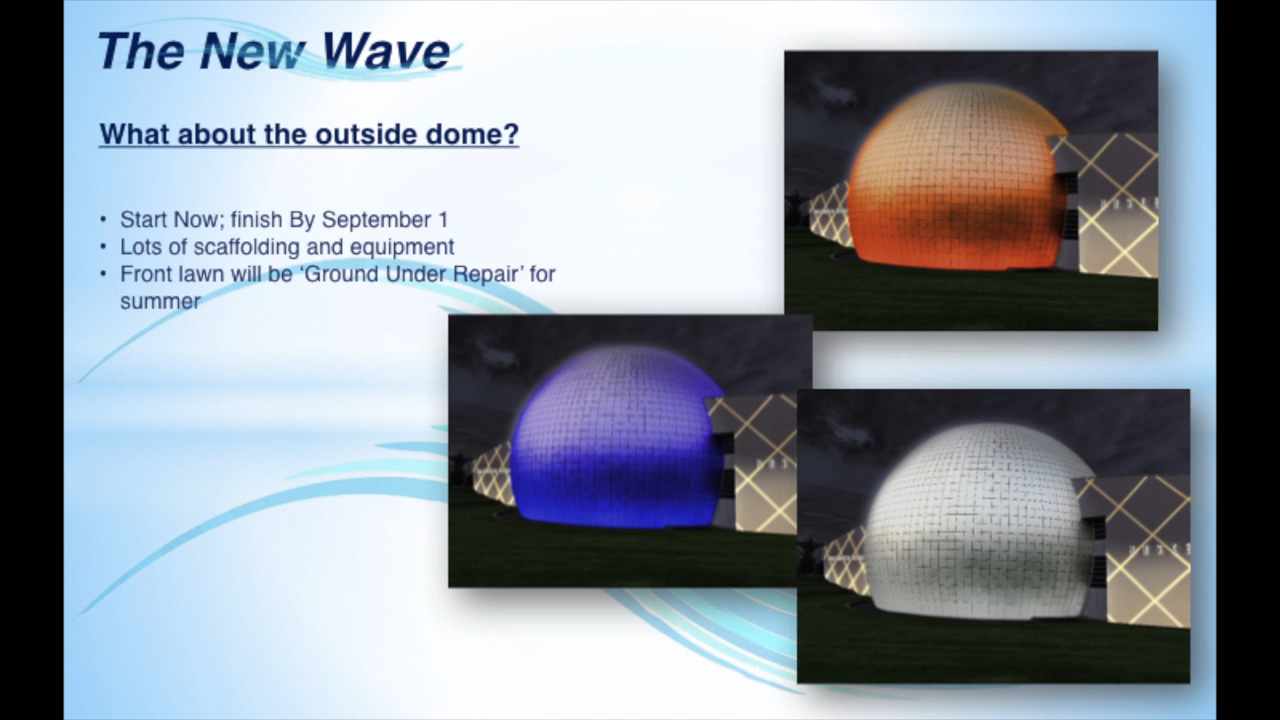 The New Wave
What about the outside dome?
• Start Now; finish By September 1
• Lots of scaffolding and equipment
• Front lawn will be ‘Ground Under Repair’ for
summer